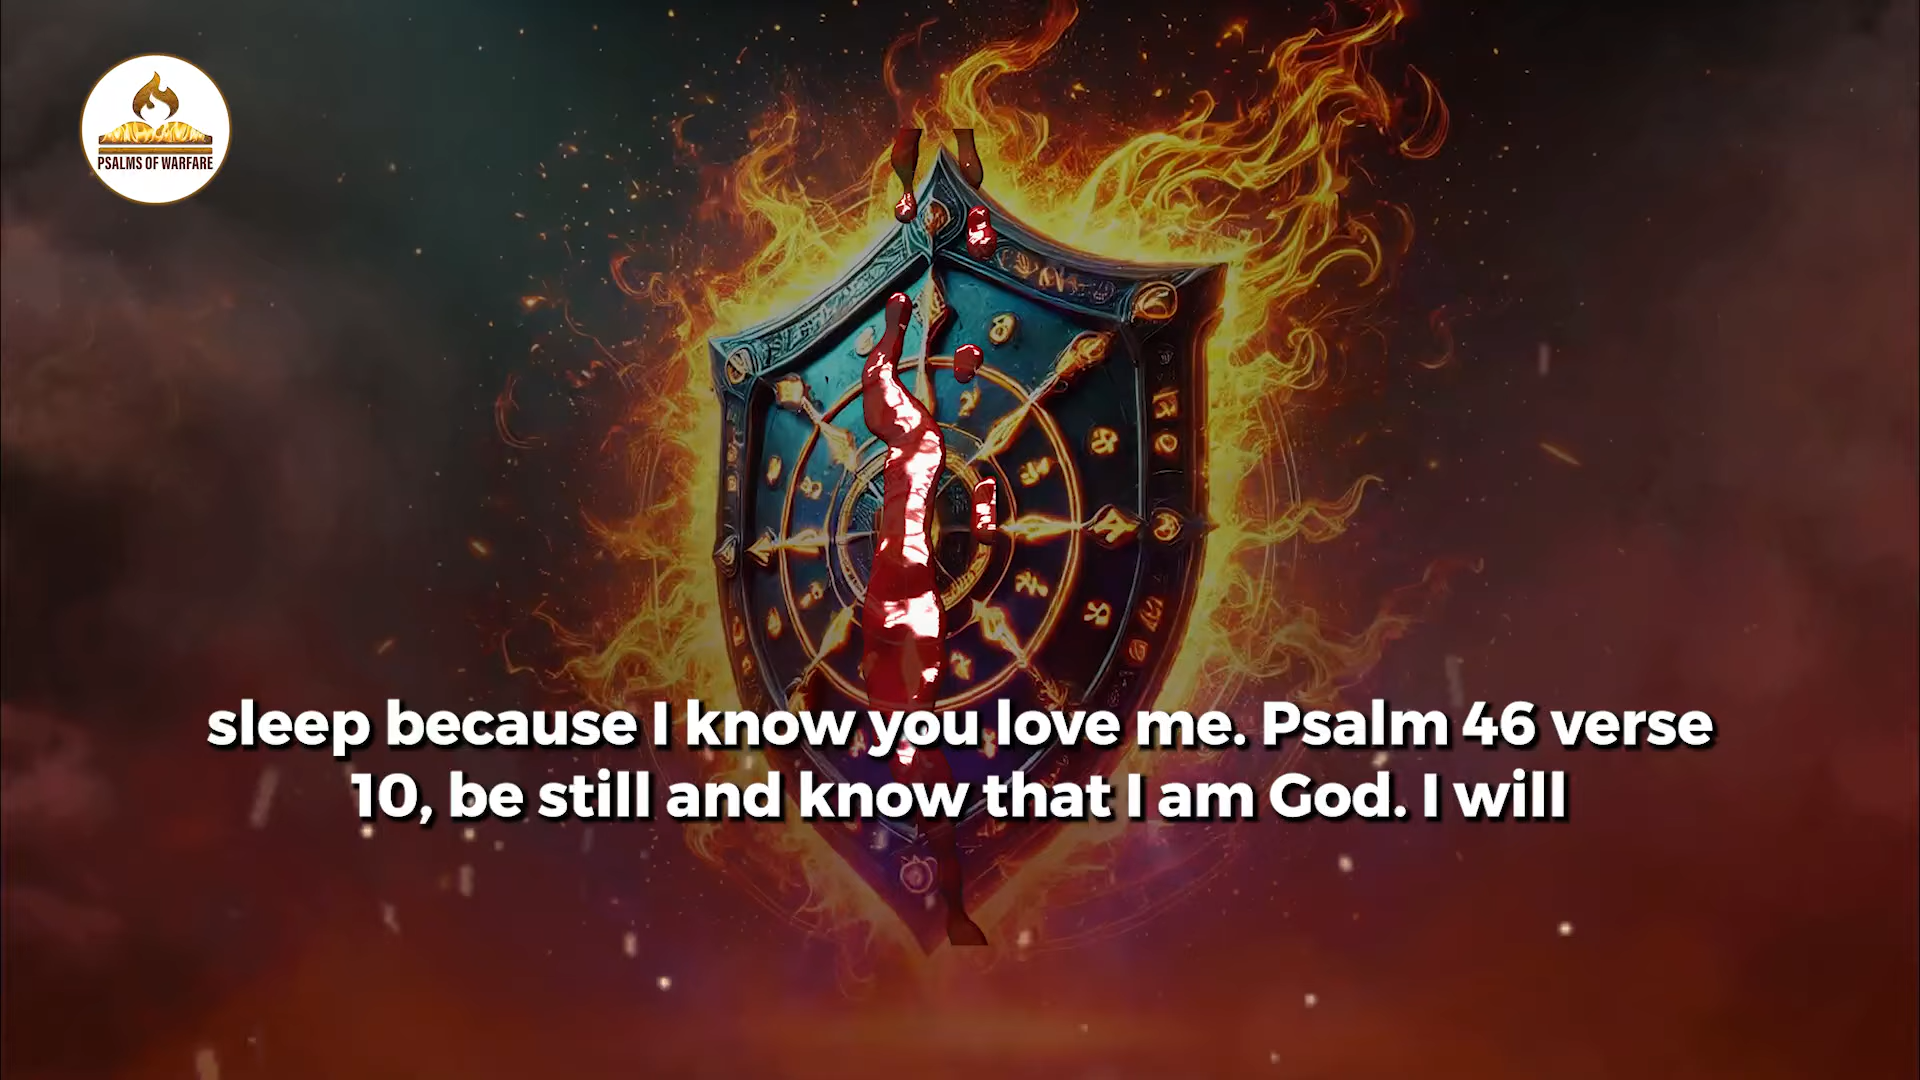 PSALMS OF WARFARE
sleep because I know you love me. Psalm 46 verse
10, be still and know that I am God. I will